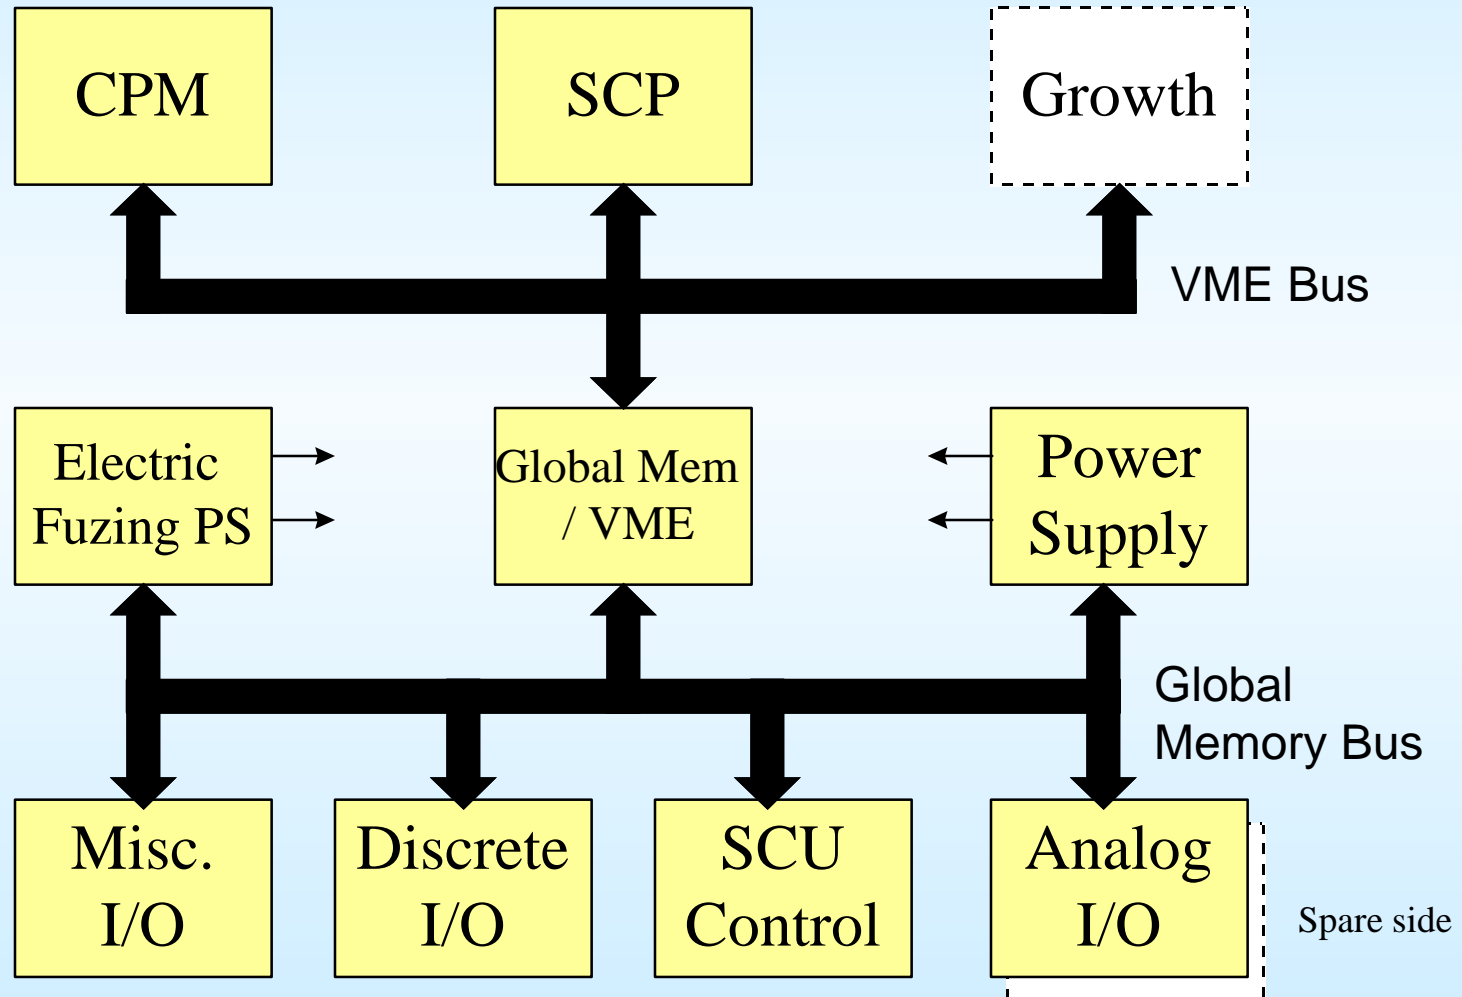 CPM
SCP
Growth
VME Bus
Electric
Fuzing PS
Global Mem
/ VME
Power
Supply
Global
Memory Bus
Misc.
I/O
Discrete
I/O
SCU
Control
Analog
I/O
Spare side